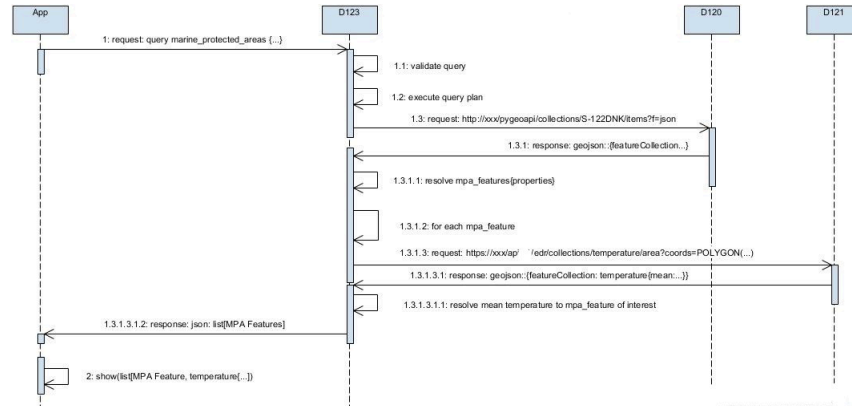 App
D123
D120
D121
1: request: query marine_protected_areas {...}
1.1: validate query
1.2: execute query plan
1.3: request: http://xxx/pygeoapi/collections/S-122DNK/items?f=json
1.3.1: response: geojson::{featureCollection...}
1.3.1.1: resolve mpa_features{properties}
1.3.1.2: for each mpa_feature
1.3.1.3: request: https://xxx/ap/ /edr/collections/temperature/area?coords=POLYGON(...)
1.3.1.3.1: response: geojson::{featureCollection: temperature{mean:...}}
1.3.1.3.1.1: resolve mean temperature to mpa_feature of interest
1.3.1.3.1.2: response: json: list[MPA Features]
2: show(list[MPA Feature, temperature{...])